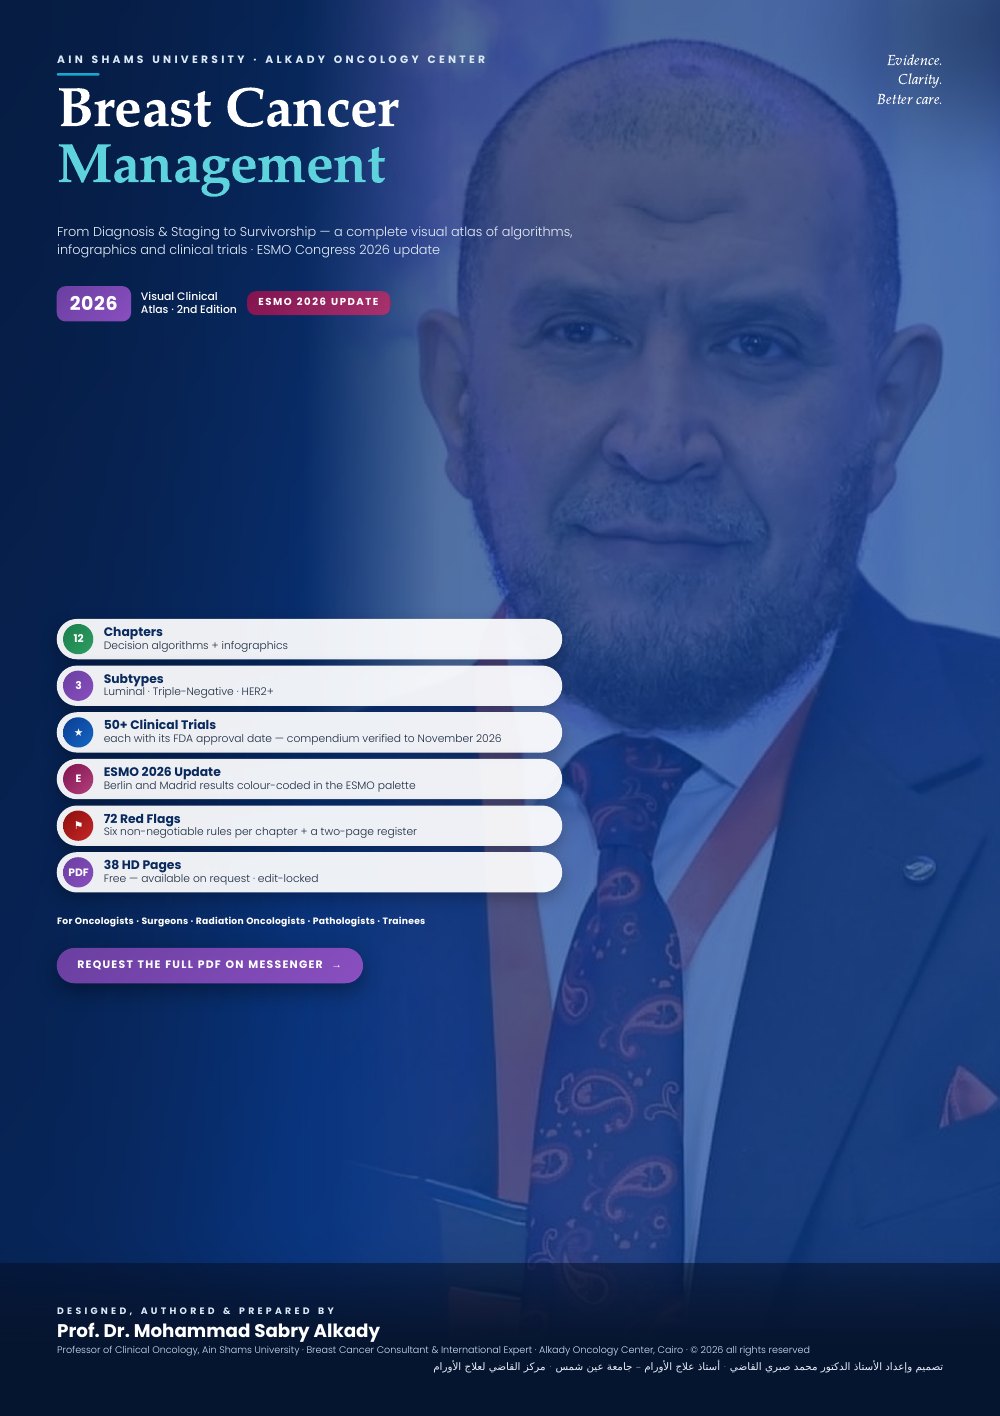 AIN SHAMS UNIVERSITY · ALKADY ONCOLOGY CENTER
Evidence.
Clarity.
Better care.
Breast Cancer
Management
From Diagnosis & Staging to Survivorship — a complete visual atlas of algorithms,
infographics and clinical trials · ESMO Congress 2026 update
2026
Visual Clinical
Atlas · 2nd Edition
ESMO 2026 UPDATE
12
Chapters
Decision algorithms + infographics
3
Subtypes
Luminal · Triple-Negative · HER2+
★
50+ Clinical Trials
each with its FDA approval date — compendium verified to November 2026
E
ESMO 2026 Update
Berlin and Madrid results colour-coded in the ESMO palette
⚑
72 Red Flags
Six non-negotiable rules per chapter + a two-page register
PDF
38 HD Pages
Free — available on request · edit-locked
For Oncologists · Surgeons · Radiation Oncologists · Pathologists · Trainees
REQUEST THE FULL PDF ON MESSENGER →
DESIGNED, AUTHORED & PREPARED BY
Prof. Dr. Mohammad Sabry Alkady
Professor of Clinical Oncology, Ain Shams University · Breast Cancer Consultant & International Expert · Alkady Oncology Center, Cairo · © 2026 all rights reserved
تصميم وإعداد الأستاذ الدكتور محمد صبري القاضي · أستاذ علاج الأورام – جامعة عين شمس · مركز القاضي لعلاج الأورام